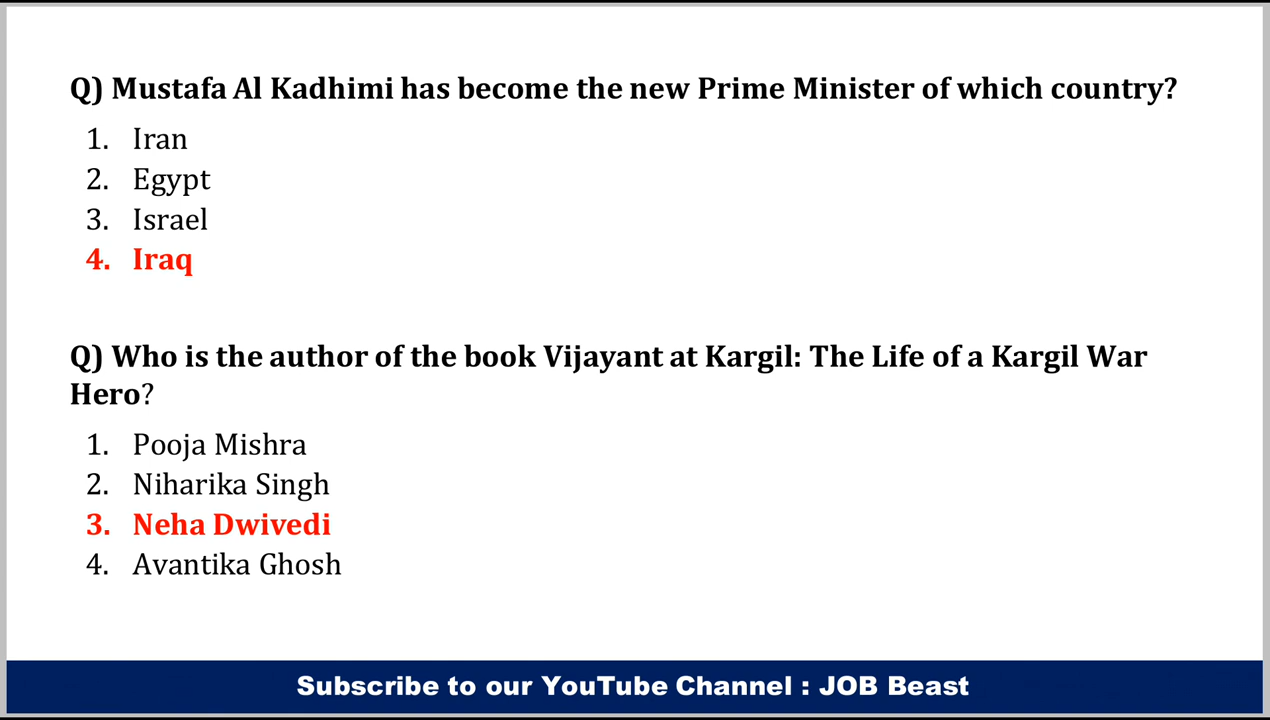 Q) Mustafa Al Kadhimi has become the new Prime Minister of which country?
1. Iran
2. Egypt
3. Israel
4. Iraq
Q) Who is the author of the book Vijayant at Kargil: The Life of a Kargil War
Hero?
1. Pooja Mishra
2. Niharika Singh
3. Neha Dwivedi
4. Avantika Ghosh
Subscribe to our YouTube Channel : JOB Beast